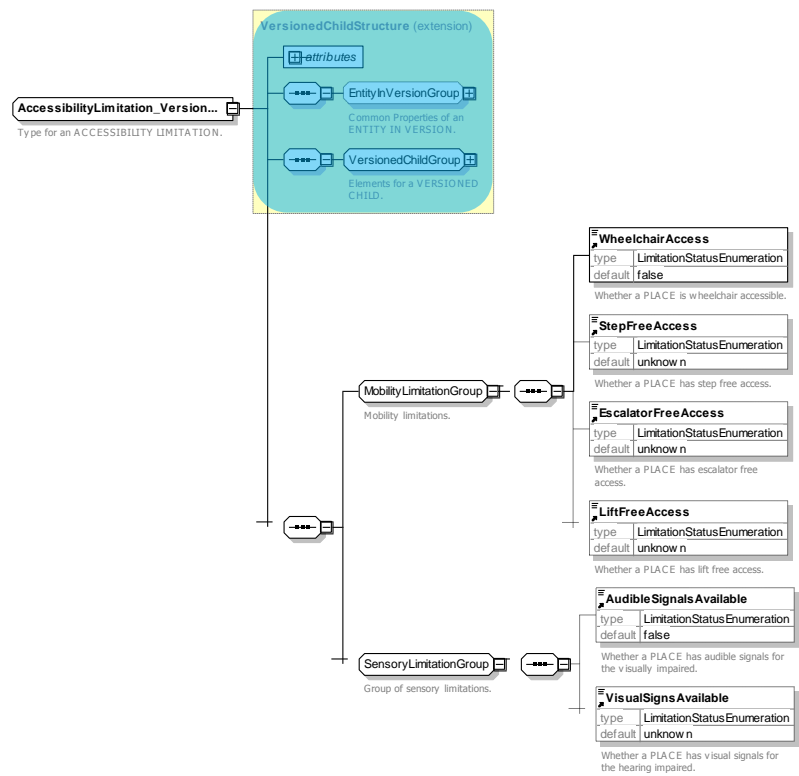 VersionedChildStructure (extension)
attributes
EntityInVersionGroup
Common Properties of an
ENTITY IN VERSION.
AccessibilityLimitation_Version...
Type for an ACCESSIBILITY LIMITATION.
VersionedChildGroup
Elements for a VERSIONED
CHILD.
WheelchairAccess
type LimitationStatusEnumeration
default false
Whether a PLACE is wheelchair accessible.
StepFreeAccess
type LimitationStatusEnumeration
default unknown
Whether a PLACE has step free access.
MobilityLimitationGroup
Mobility limitations.
EscalatorFreeAccess
type LimitationStatusEnumeration
default unknown
Whether a PLACE has escalator free
access.
LiftFreeAccess
type LimitationStatusEnumeration
default unknown
Whether a PLACE has lift free access.
AudibleSignalsAvailable
type LimitationStatusEnumeration
default false
Whether a PLACE has audible signals for
the visually impaired.
SensoryLimitationGroup
Group of sensory limitations.
VisualSignsAvailable
type LimitationStatusEnumeration
default unknown
Whether a PLACE has visual signals for
the hearing impaired.